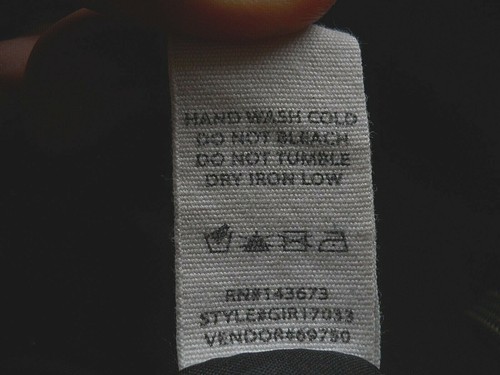 HAND WASH COLD
DO NOT BLEACH
DO NOT TUMBLE
DRY IRON LOW
RN#143673
STYLE#GIR17033
VENDOR#69750